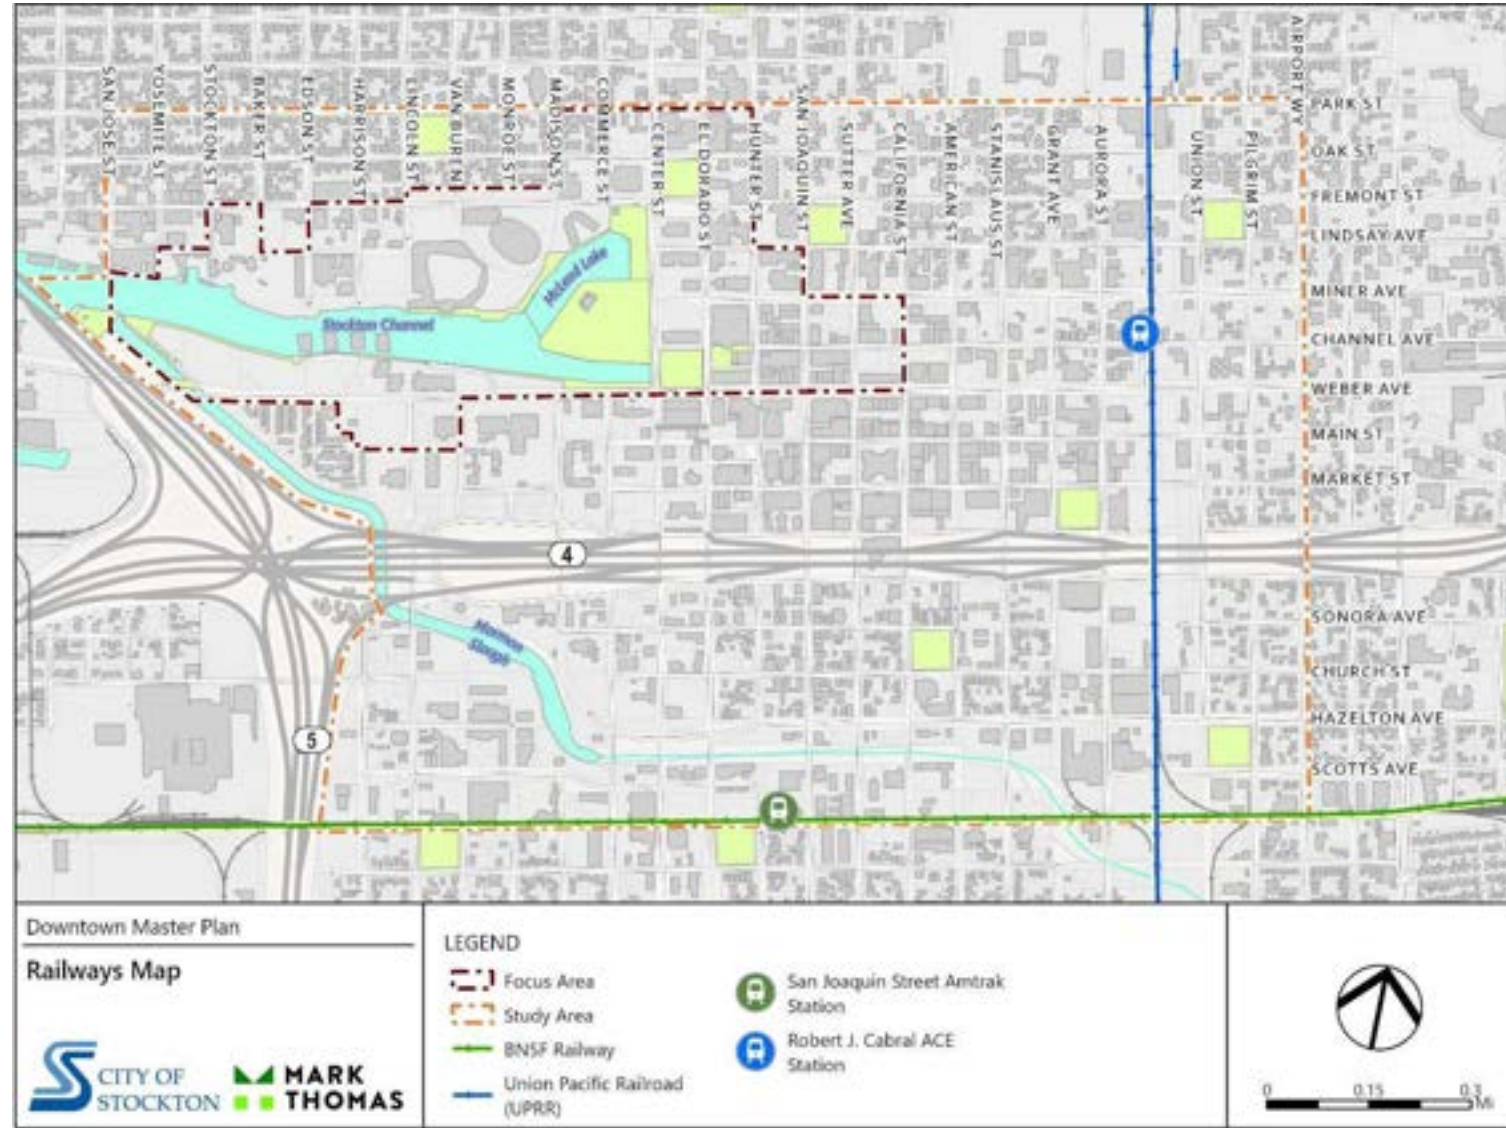 SAN JOSE ST
YOSEMITE ST
STOCKTON ST
BAKER ST
EDSON ST
HARRISON ST
LINCOLN ST
VAN BUREN
MONROE ST
MADISON ST
COMMERCE ST
CENTER ST
EL DORADO ST
HUNTER ST
SAN JOAQUIN ST
SUTTER AVE
CALIFORNIA ST
AMERICAN ST
STANISLAUS ST
GRANT AVE
AURORA ST
UNION ST
PILGRIM ST
AIRPORT WY
PARK ST
OAK ST
FREMONT ST
LINDSAY AVE
MINER AVE
CHANNEL AVE
WEBER AVE
MAIN ST
MARKET ST
SONORA AVE
CHURCH ST
HAZELTON AVE
SCOTTS AVE
McLeod Lake
Stockton Channel
4
Mormon
Slough
5
Downtown Master Plan
Railways Map
CITY OF
STOCKTON
MARK
THOMAS
LEGEND
Focus Area
Study Area
BNSF Railway
Union Pacific Railroad
(UPRR)
San Joaquin Street Amtrak
Station
Robert J. Cabral ACE
Station
0 0.15 0.3
Mi